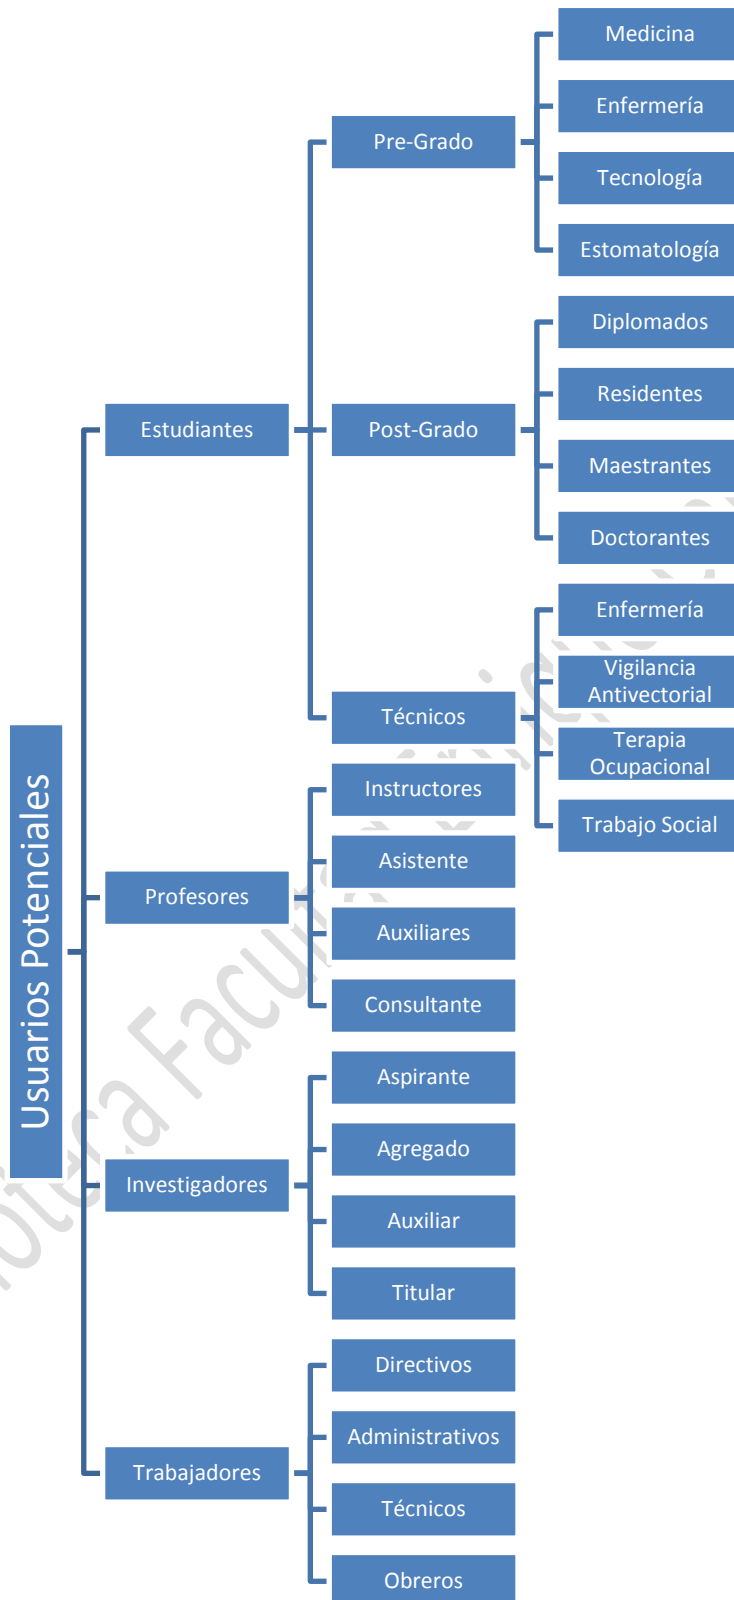 Usuarios Potenciales
Estudiantes
Pre-Grado
Medicina
Enfermería
Tecnología
Estomatología
Post-Grado
Diplomados
Residentes
Maestrantes
Doctorantes
Técnicos
Enfermería
Vigilancia
Antivectorial
Terapia
Ocupacional
Trabajo Social
Profesores
Instructores
Asistente
Auxiliares
Consultante
Investigadores
Aspirante
Agregado
Auxiliar
Titular
Trabajadores
Directivos
Administrativos
Técnicos
Obreros